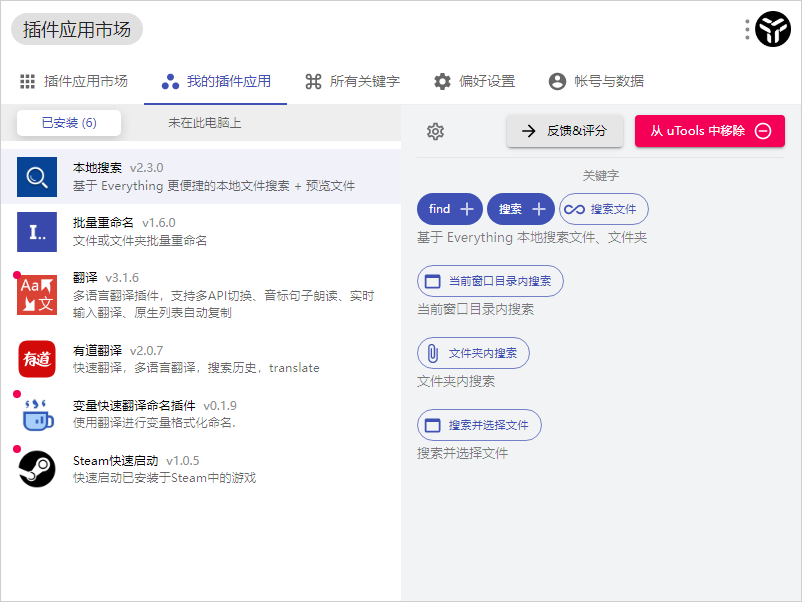 插件应用市场
插件应用市场 我的插件应用 所有关键字 偏好设置 帐号与数据
已安装 (6) 未在此电脑上
本地搜索 v2.3.0
基于 Everything 更便捷的本地文件搜索 + 预览文件
I..
批量重命名 v1.6.0
文件或文件夹批量重命名
Aa 文
翻译 v3.1.6
多语言翻译插件，支持多API切换、音标句子朗读、实时
输入翻译、原生列表自动复制
有道
有道翻译 v2.0.7
快速翻译，多语言翻译，搜索历史，translate
变量快速翻译命名插件 v0.1.9
使用翻译进行变量格式化命名.
Steam快速启动 v1.0.5
快速启动已安装于Steam中的游戏
反馈&评分 从 uTools 中移除
关键字
find 搜索 搜索文件
基于 Everything 本地搜索文件、文件夹
当前窗口目录内搜索
当前窗口目录内搜索
文件夹内搜索
文件夹内搜索
搜索并选择文件
搜索并选择文件